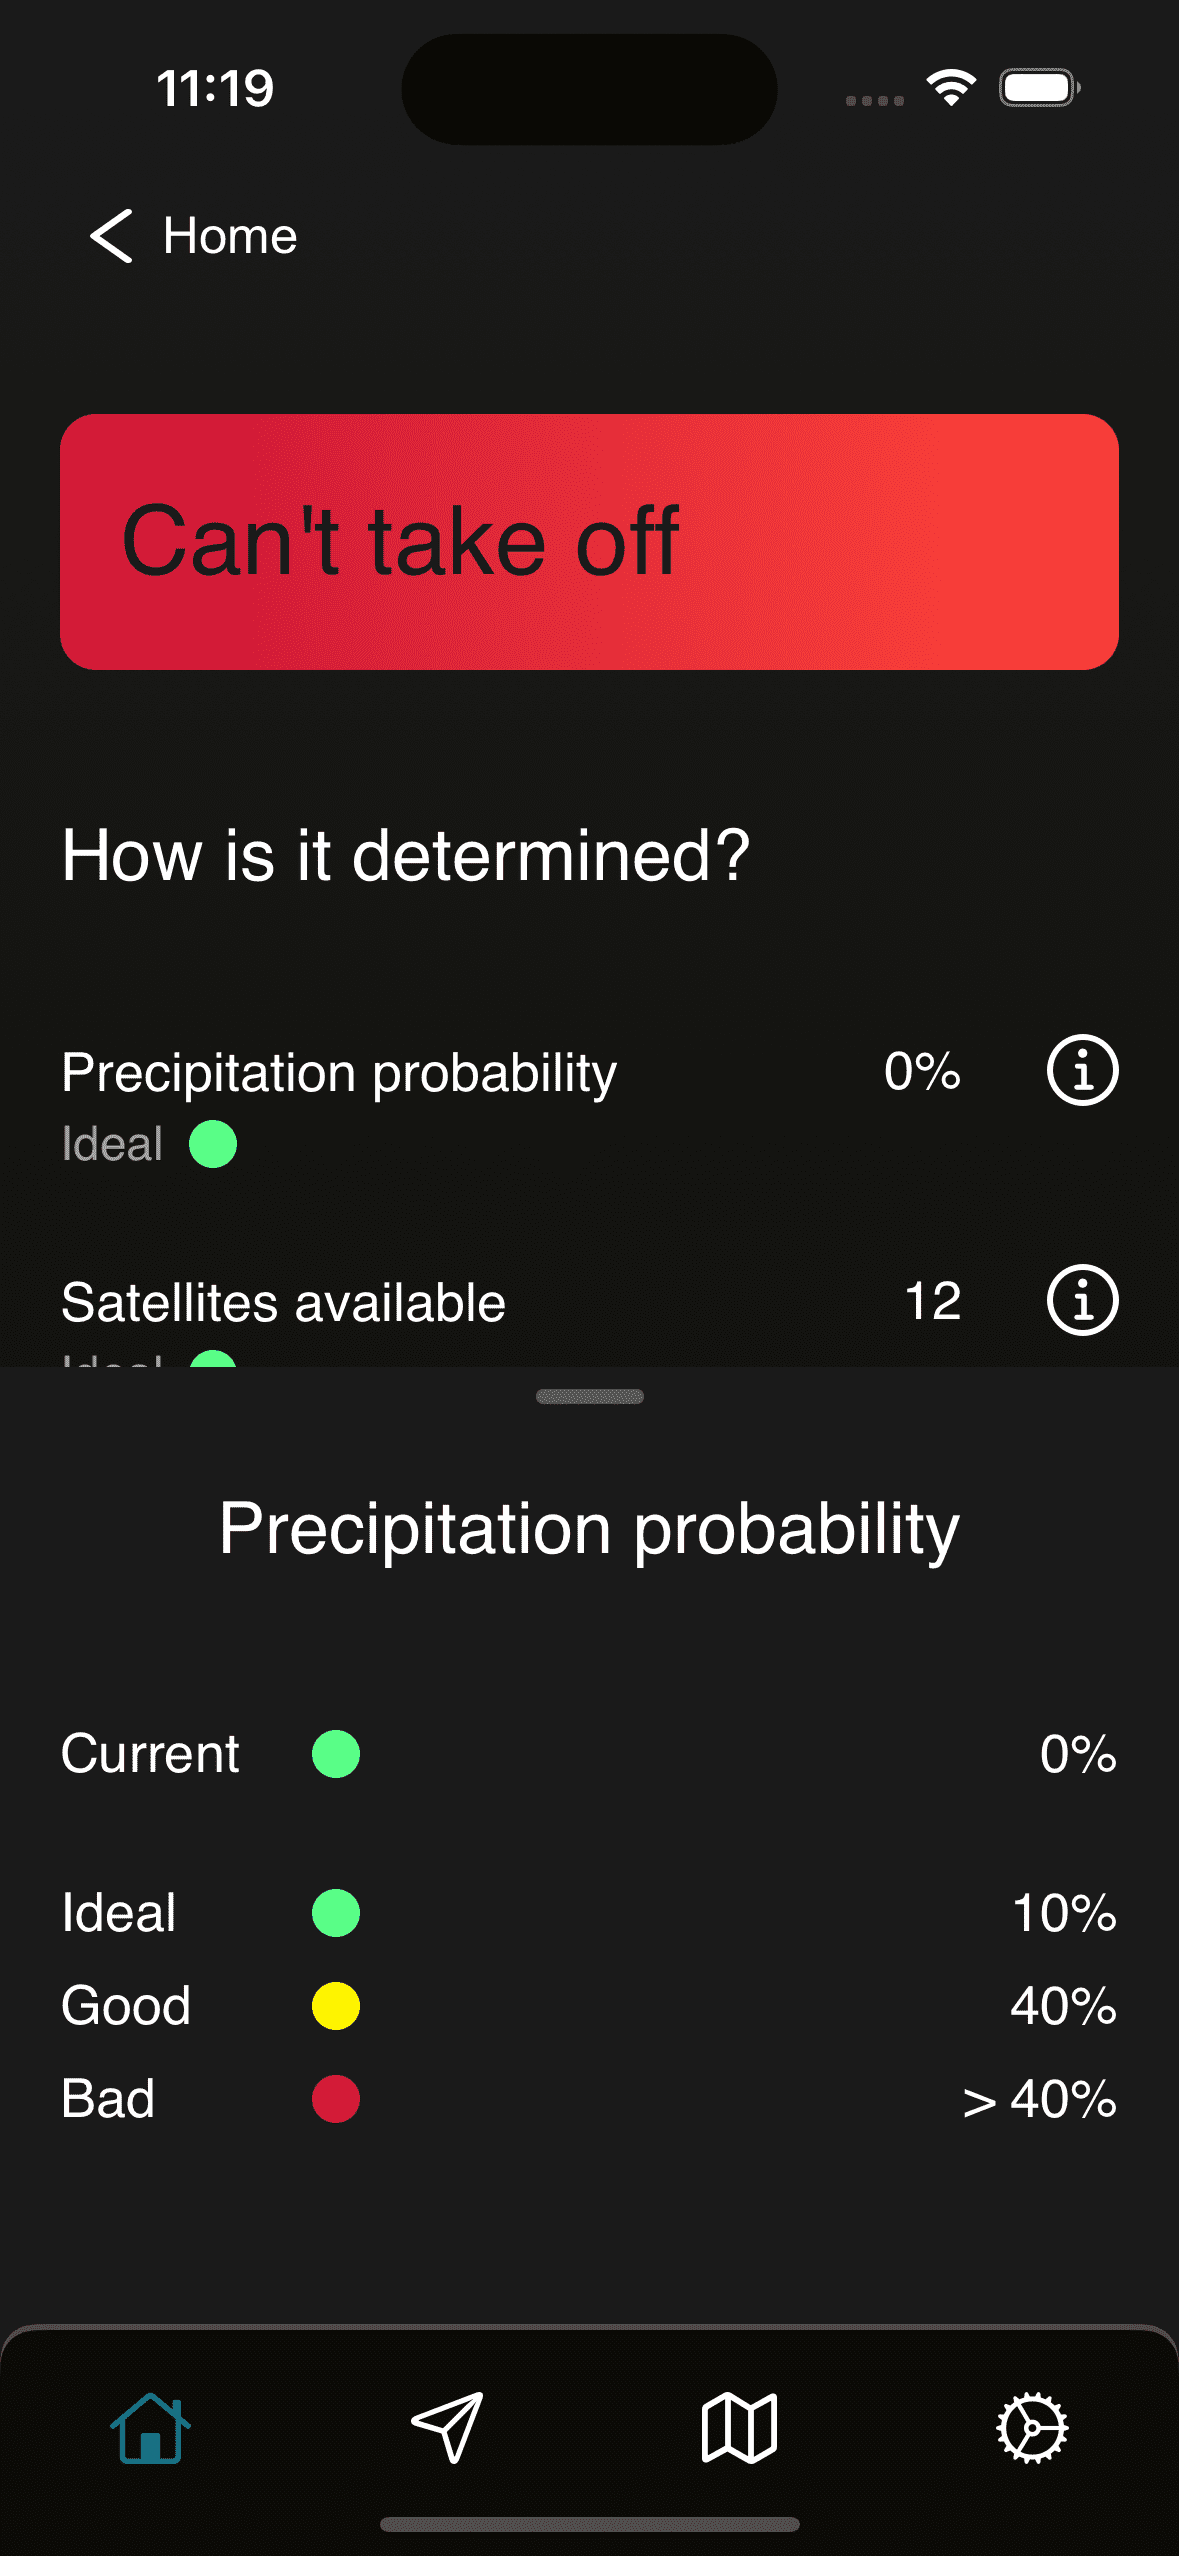 11:19
Home
Can't take off
How is it determined?
Precipitation probability 0%
Ideal
Satellites available 12
Ideal
Precipitation probability
Current 0%
Ideal 10%
Good 40%
Bad > 40%